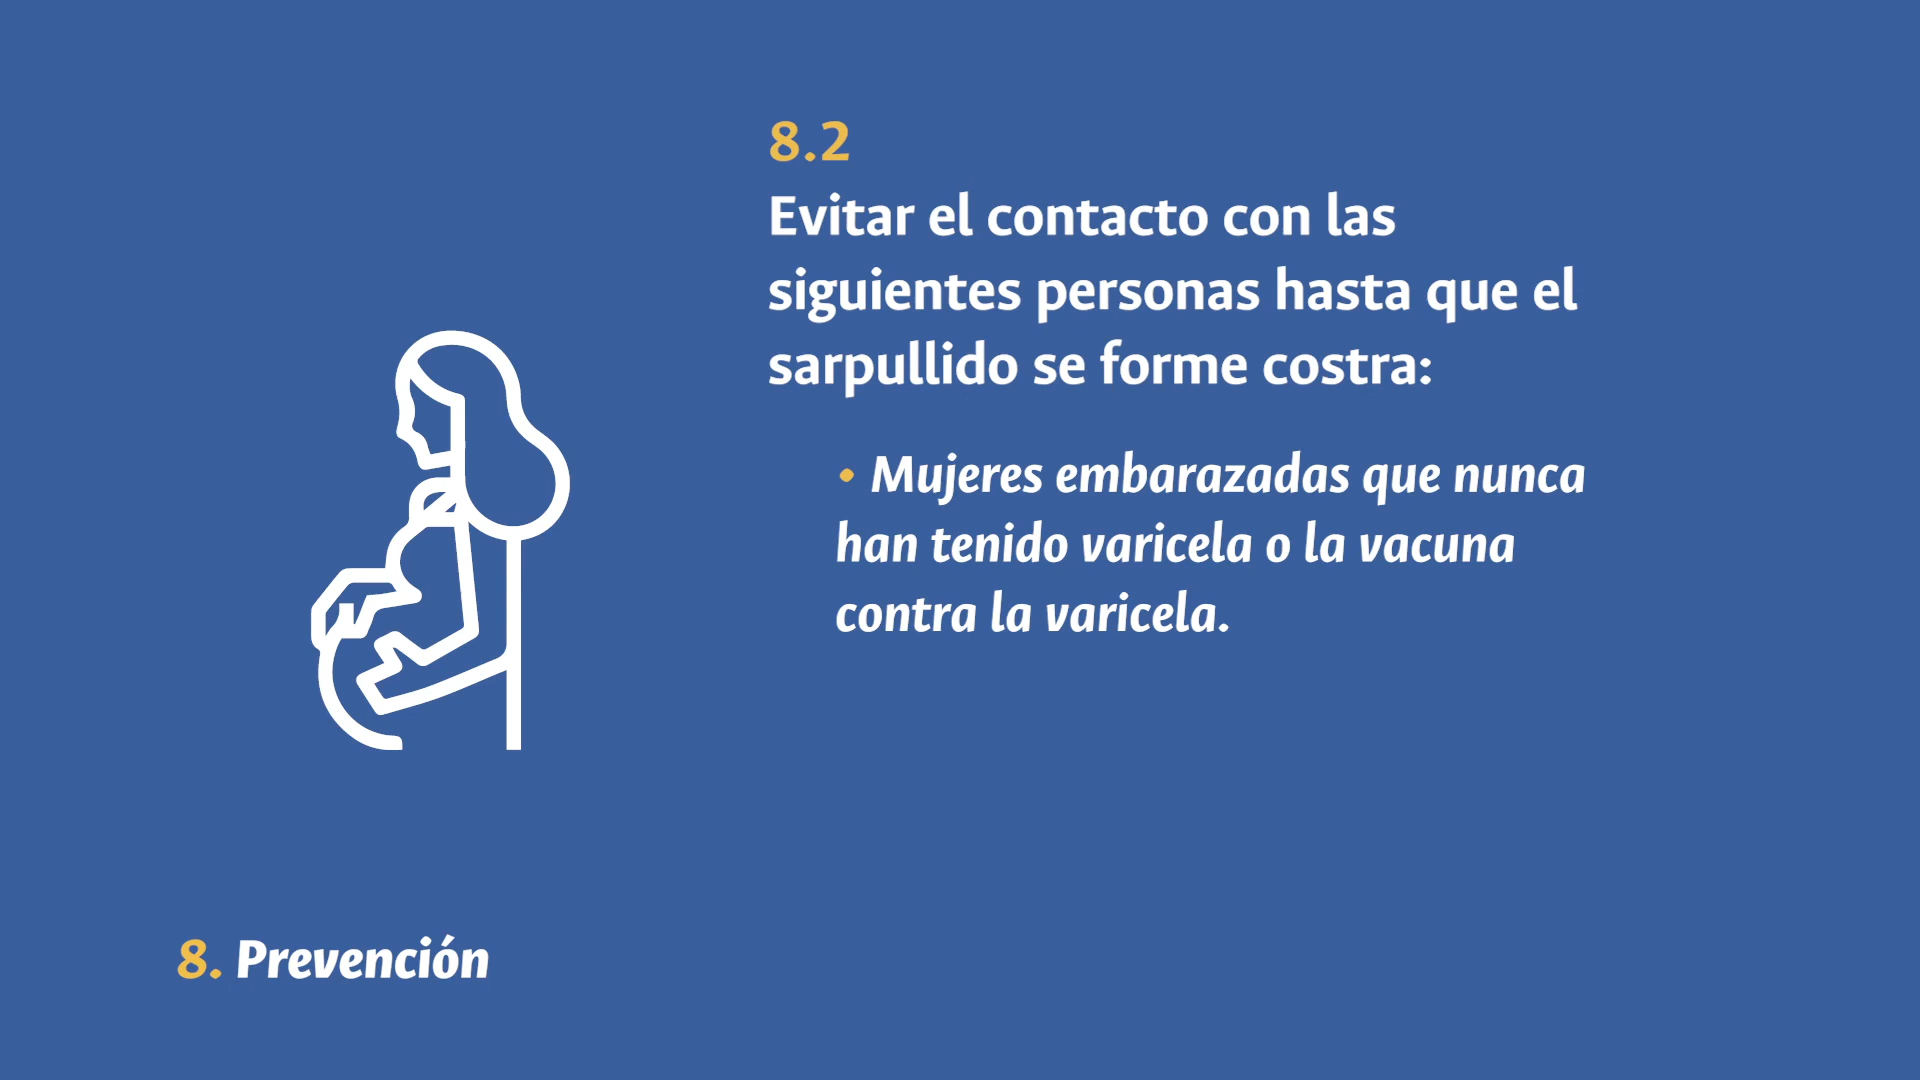 8.2
Evitar el contacto con las
siguientes personas hasta que el
sarpullido se forme costra:
• Mujeres embarazadas que nunca
han tenido varicela o la vacuna
contra la varicela.
8. Prevención